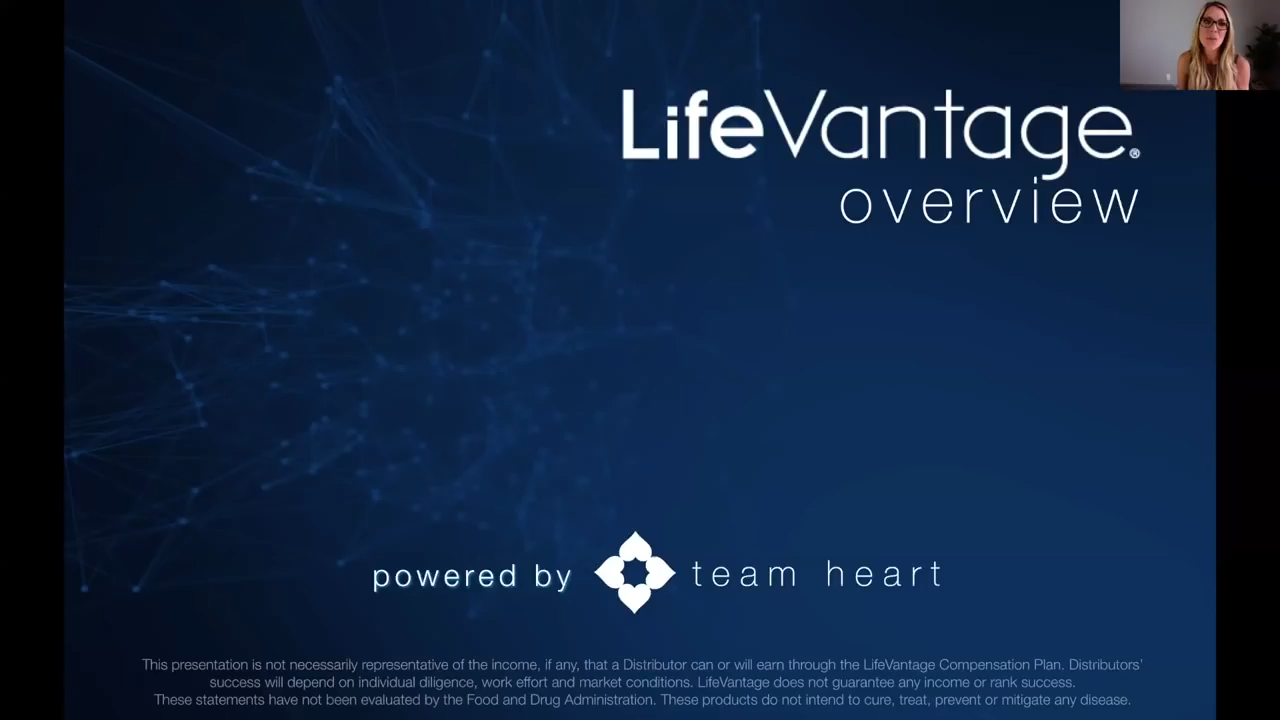 LifeVantage®
overview
powered by team heart
This presentation is not necessarily representative of the income, if any, that a Distributor can or will earn through the LifeVantage Compensation Plan. Distributors'
success will depend on individual diligence, work effort and market conditions. LifeVantage does not guarantee any income or rank success.
These statements have not been evaluated by the Food and Drug Administration. These products do not intend to cure, treat, prevent or mitigate any disease.